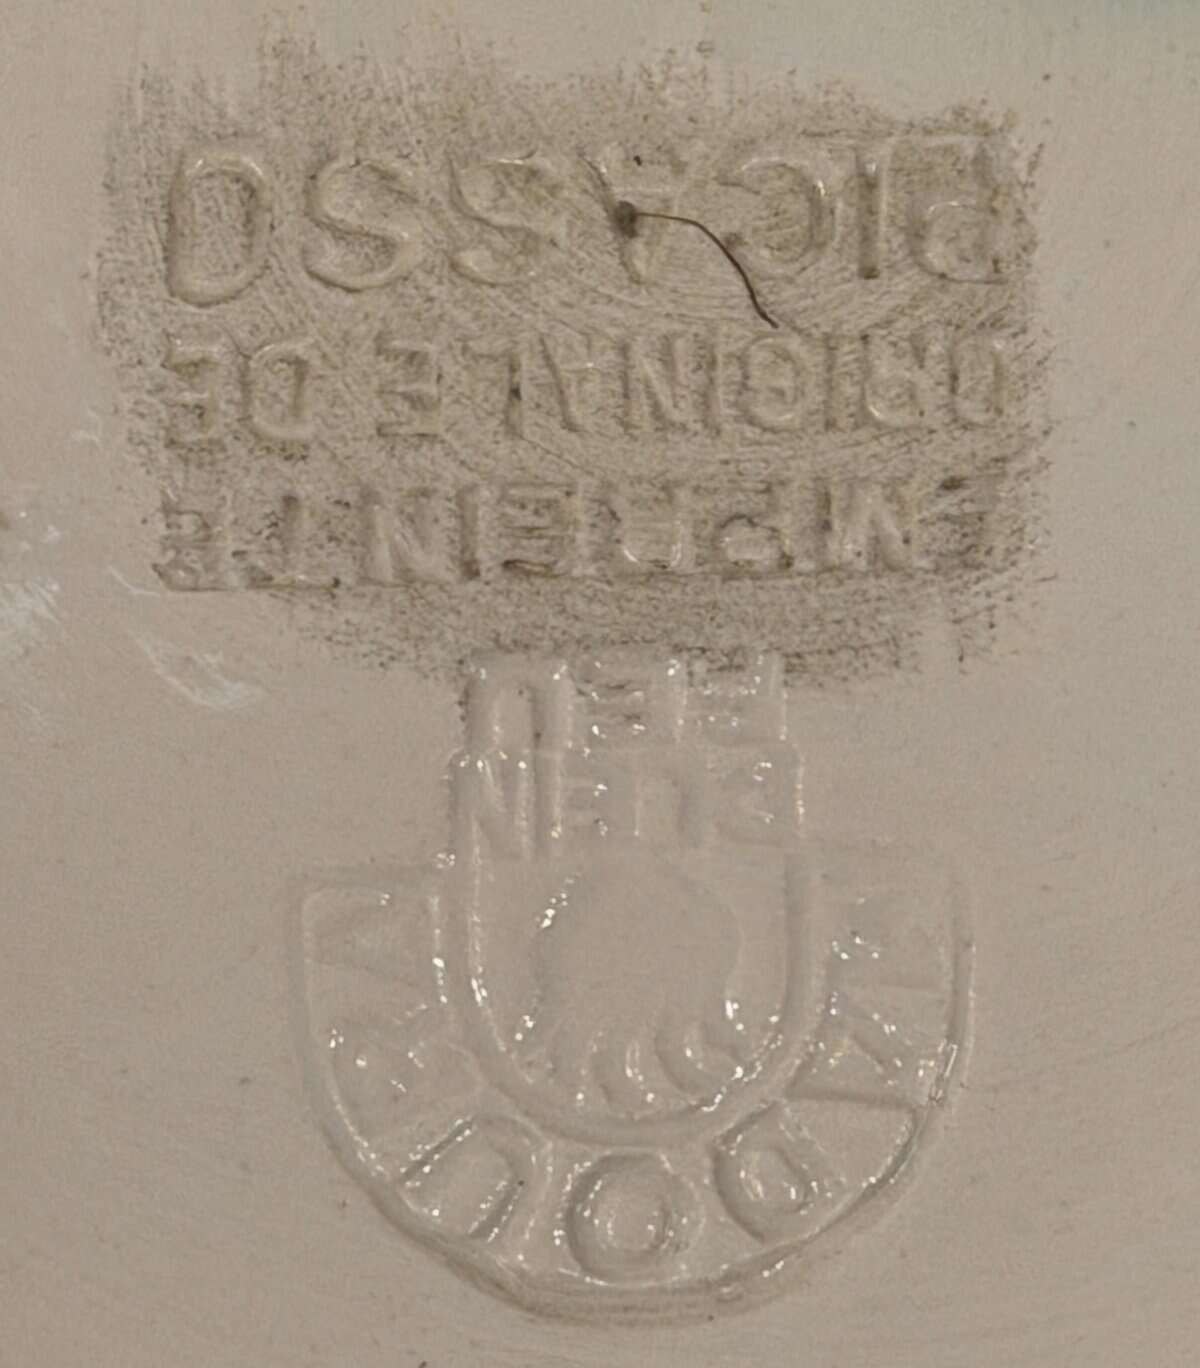 MADOURA
PLEIN
FEU
EMPREINTE
ORIGINALE DE
PICASSO